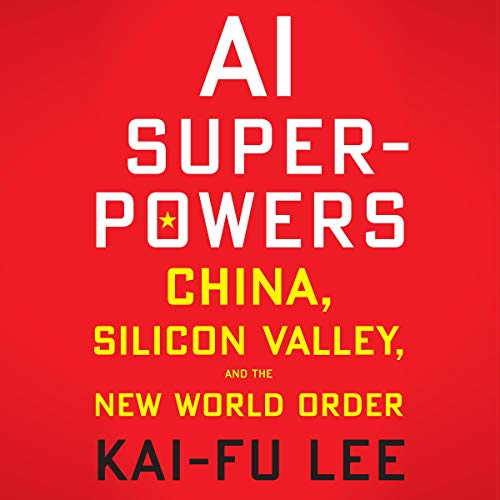 AI
SUPER-
POWERS
CHINA,
SILICON VALLEY,
AND THE
NEW WORLD ORDER
KAI-FU LEE